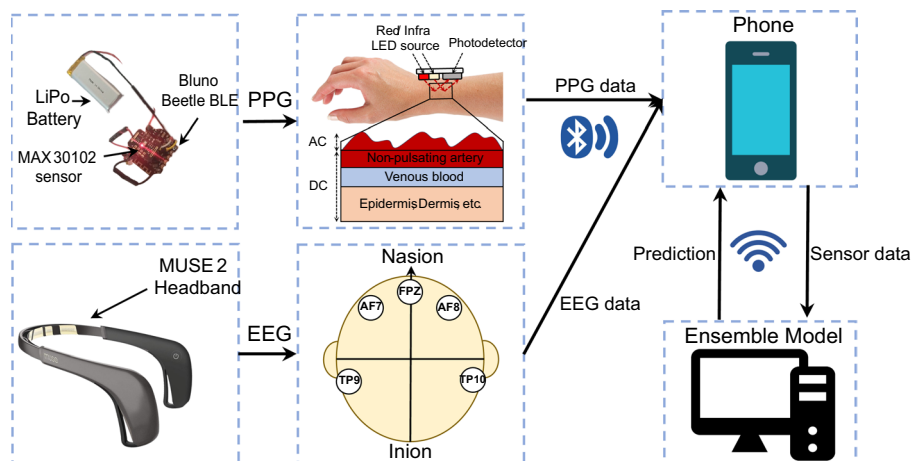 LiPo
Battery
Bluno
Beetle BLE
MAX 30102
sensor
PPG
Red/ Infra
LED source
Photodetector
AC
DC
Non-pulsating artery
Venous blood
Epidermis, Dermis, etc.
PPG data
Phone
MUSE 2
Headband
EEG
Nasion
FPZ
AF7
AF8
TP9
TP10
Inion
EEG data
Prediction
Sensor data
Ensemble Model